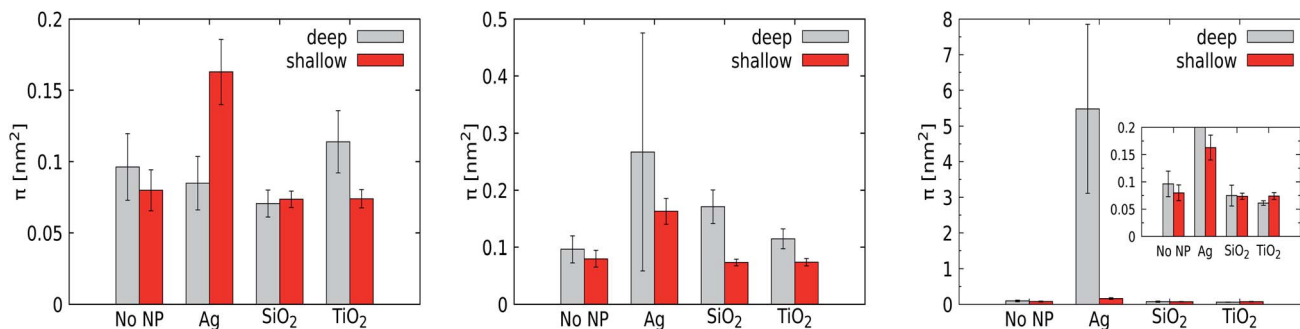 0.2
0.15
0.1
0.05
0
π [nm²]
deep
shallow
No NP Ag SiO₂ TiO₂
0.5
0.4
0.3
0.2
0.1
0
π [nm²]
deep
shallow
No NP Ag SiO₂ TiO₂
8
7
6
5
4
3
2
1
0
π [nm²]
deep
shallow
0.2
0.15
0.1
0.05
0
No NP Ag SiO₂ TiO₂
No NP Ag SiO₂ TiO₂